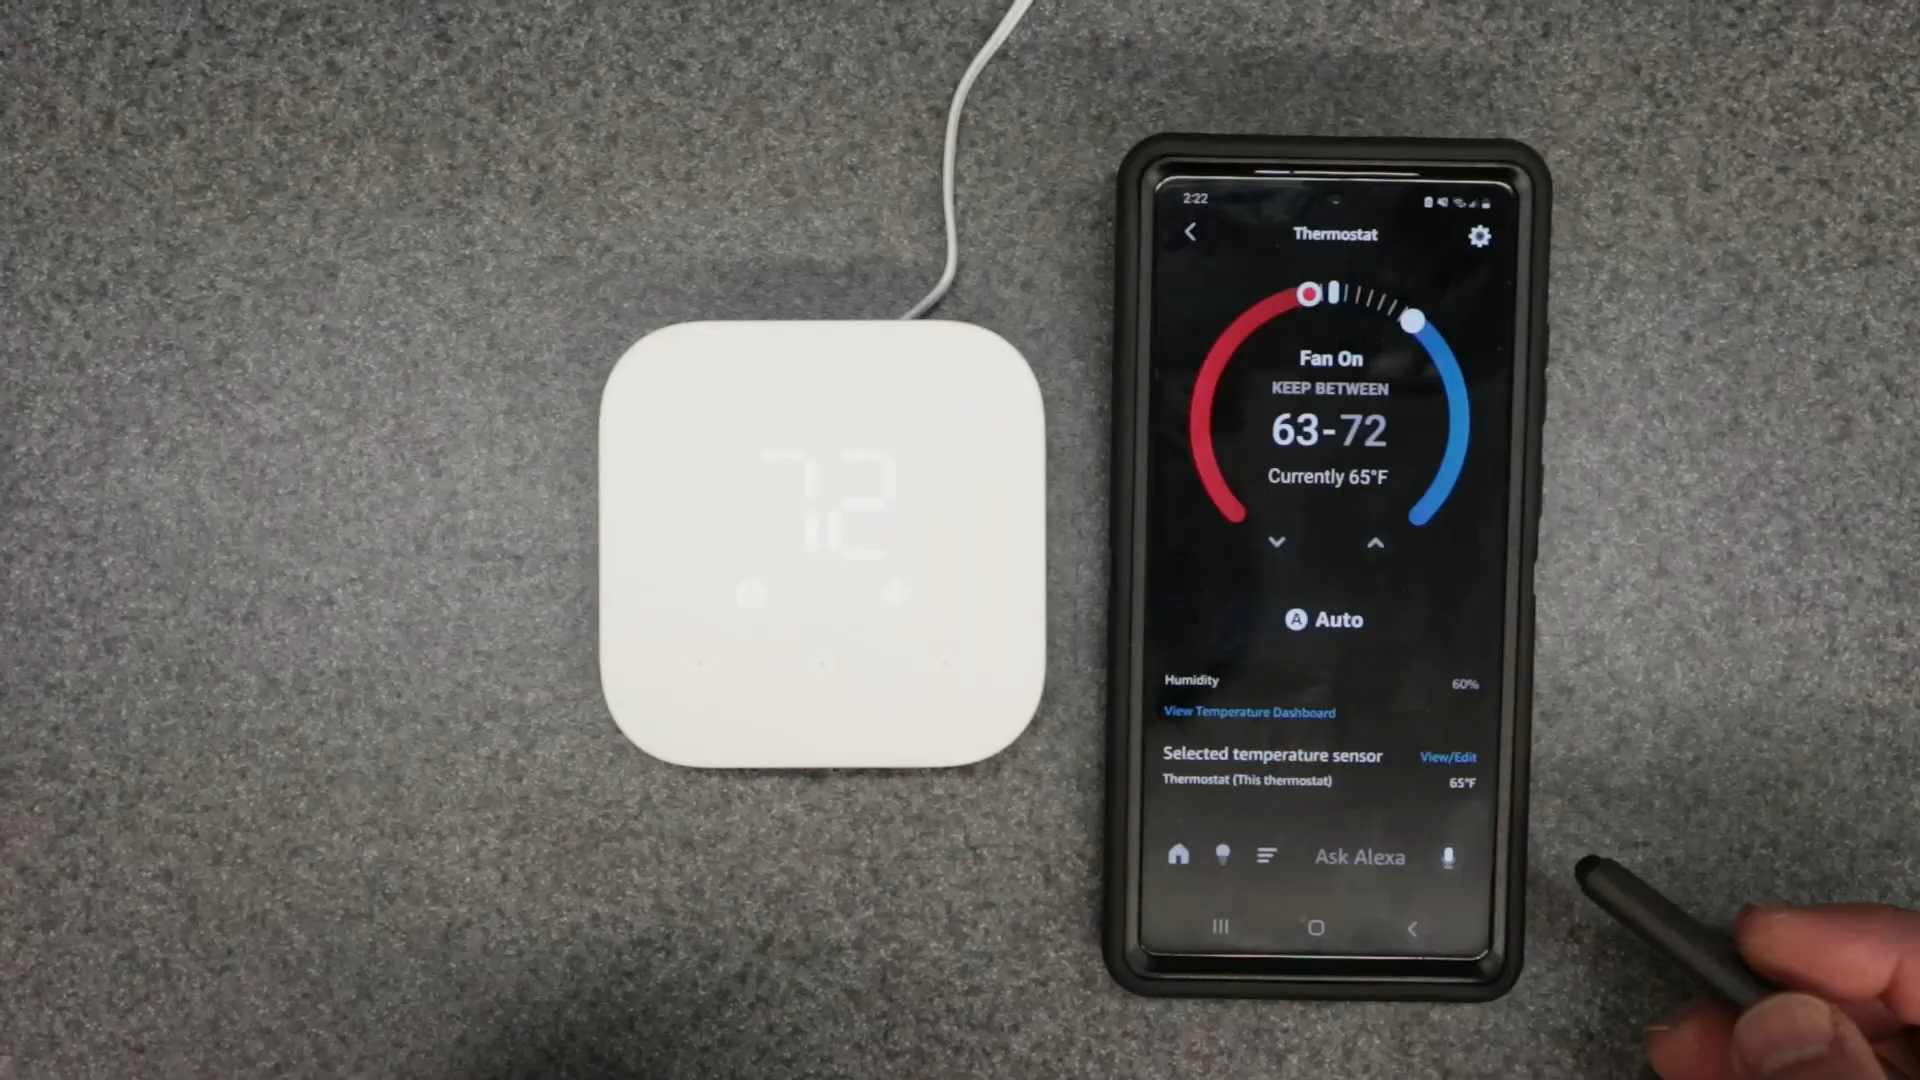 72
2:22
Thermostat
Fan On
KEEP BETWEEN
63-72
Currently 65°F
A Auto
Humidity 60%
View Temperature Dashboard
Selected temperature sensor View/Edit
Thermostat (This thermostat) 65°F
Ask Alexa